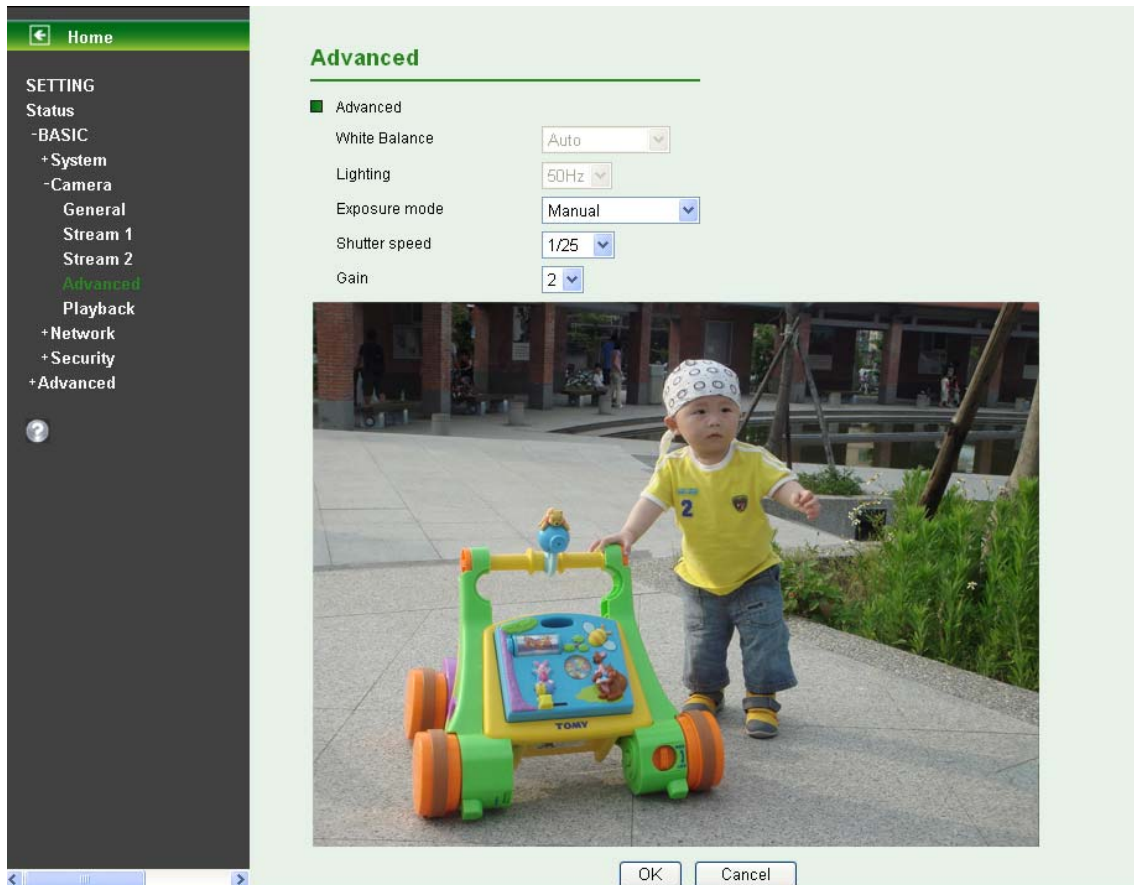 Home
SETTING
Status
-BASIC
+System
-Camera
General
Stream 1
Stream 2
Advanced
Playback
+Network
+Security
+Advanced
?
Advanced
Advanced
White Balance
Auto
Lighting
50Hz
Exposure mode
Manual
Shutter speed
1/25
Gain
2
2
TOMY
OK
Cancel